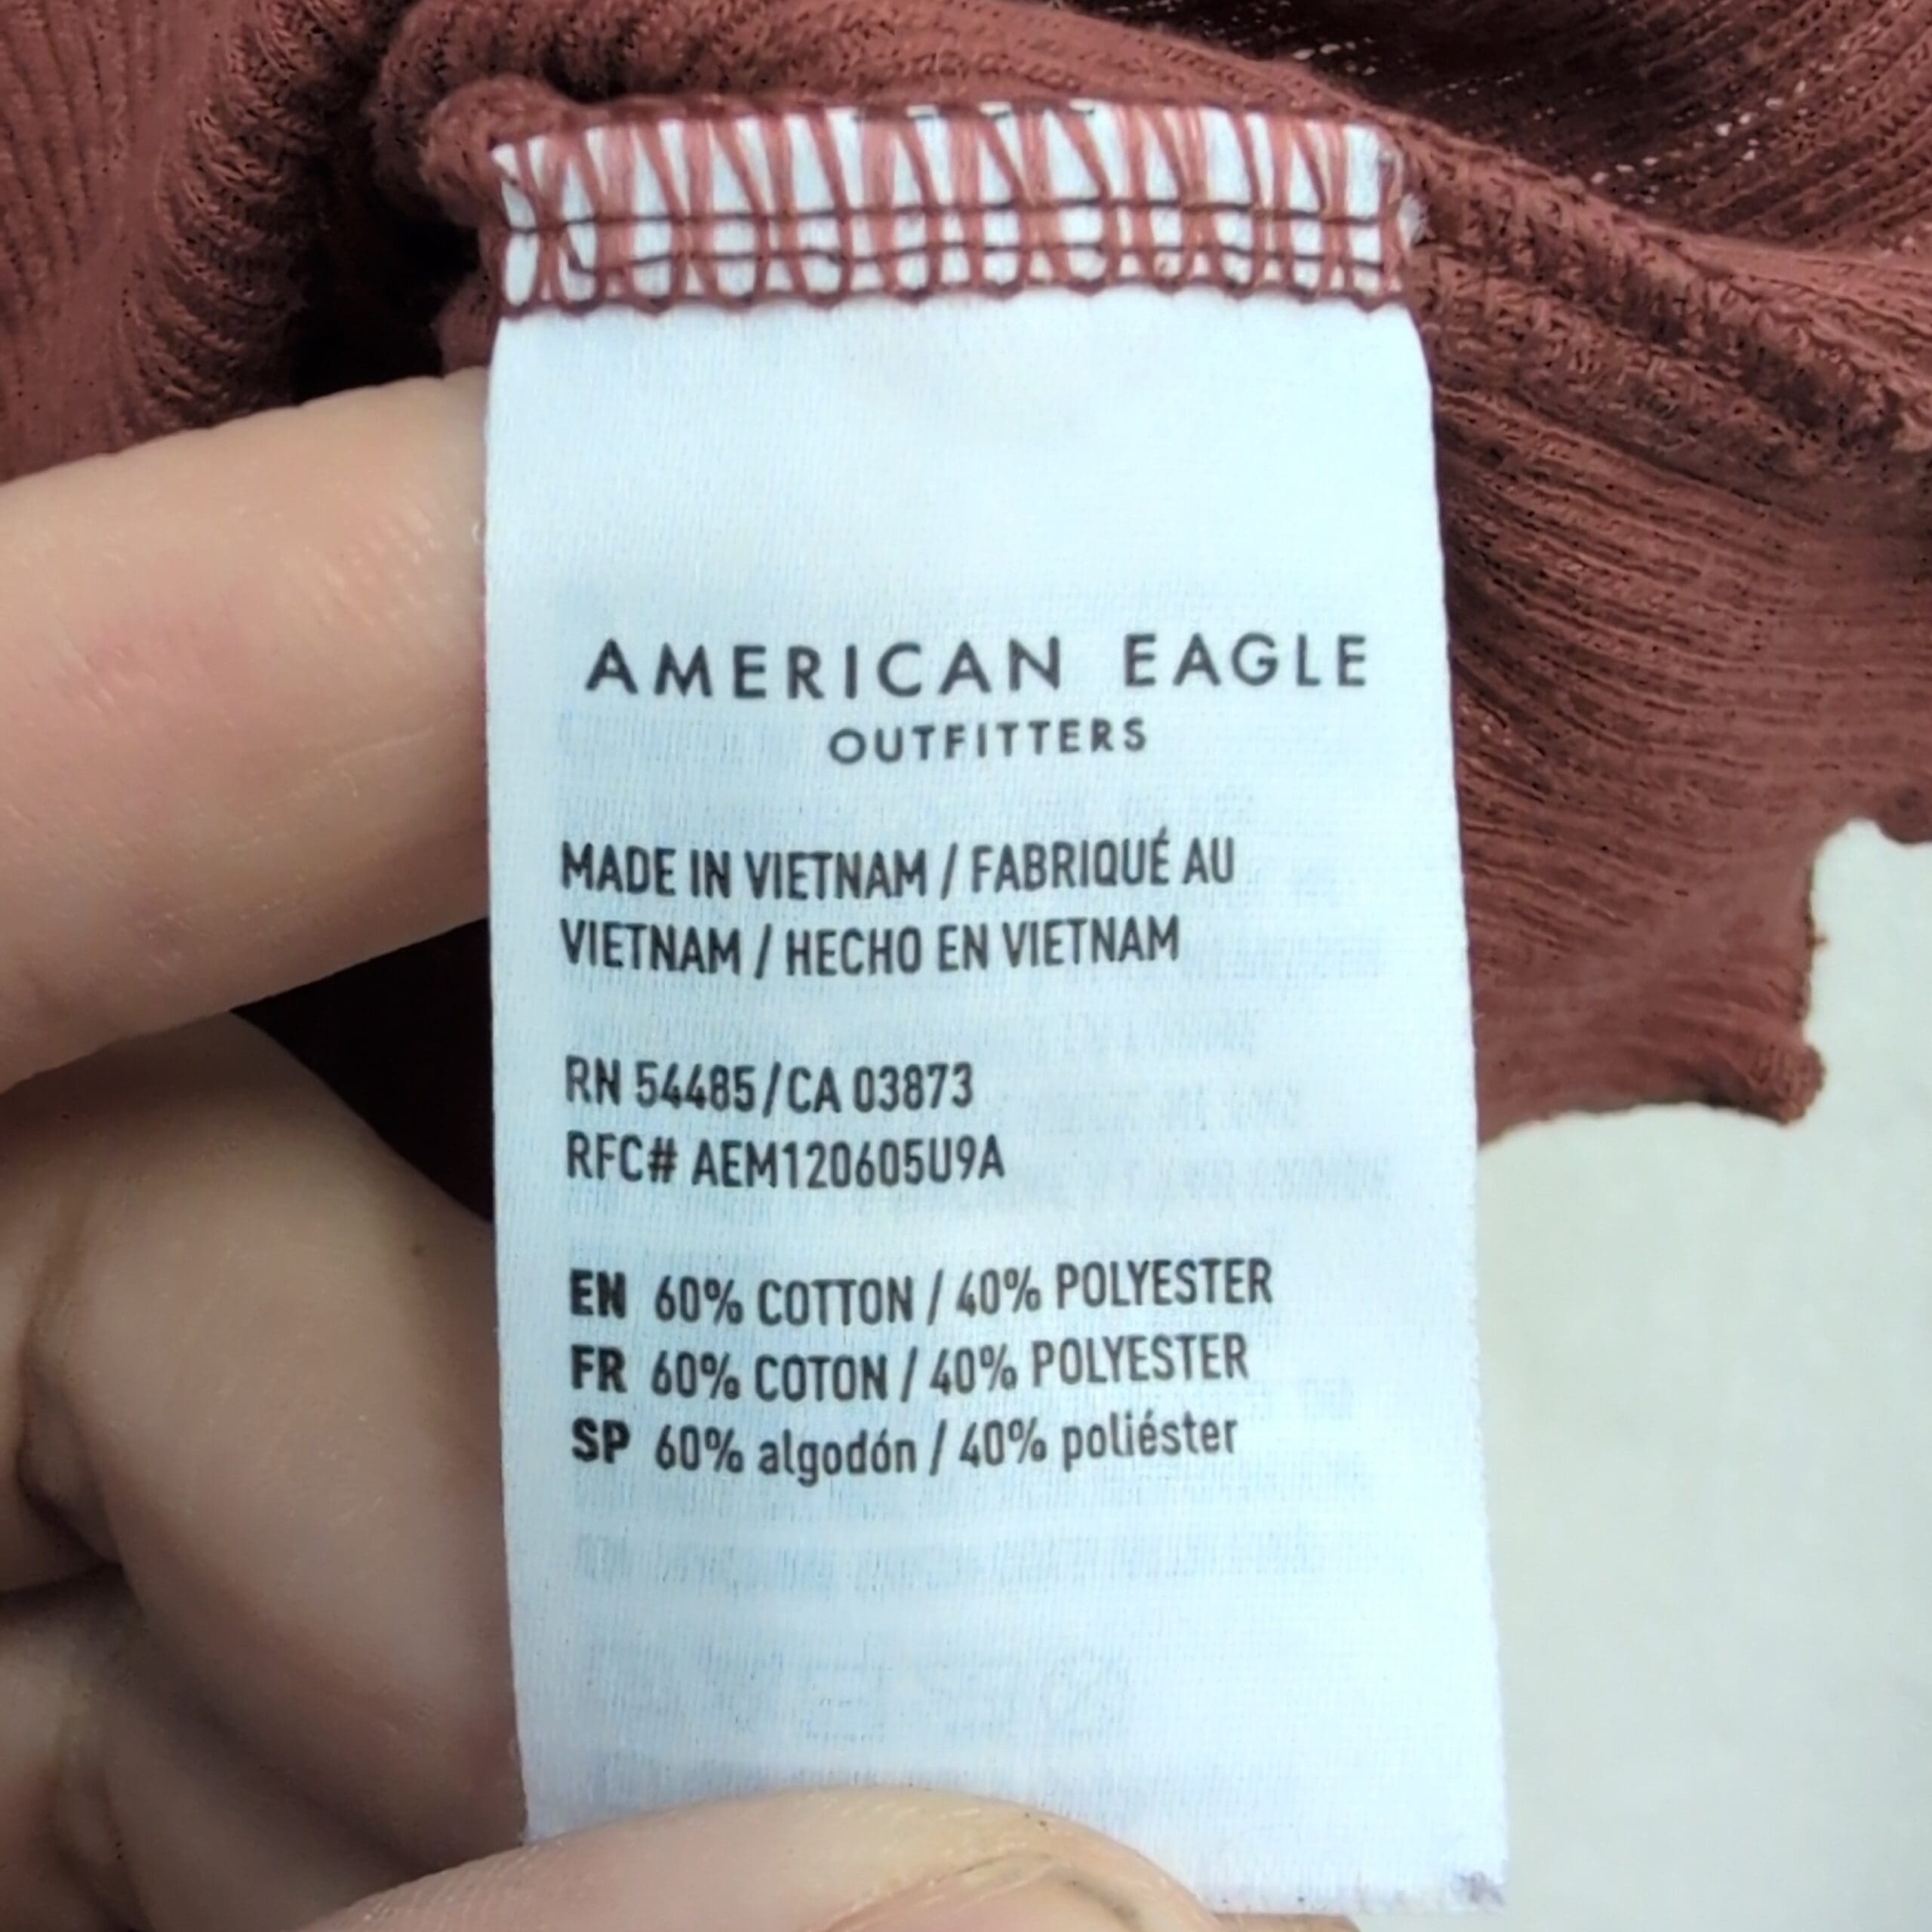 AMERICAN EAGLE
OUTFITTERS
MADE IN VIETNAM / FABRIQUÉ AU
VIETNAM / HECHO EN VIETNAM
RN 54485/CA 03873
RFC# AEM120605U9A
EN 60% COTTON / 40% POLYESTER
FR 60% COTON / 40% POLYESTER
SP 60% algodón / 40% poliéster